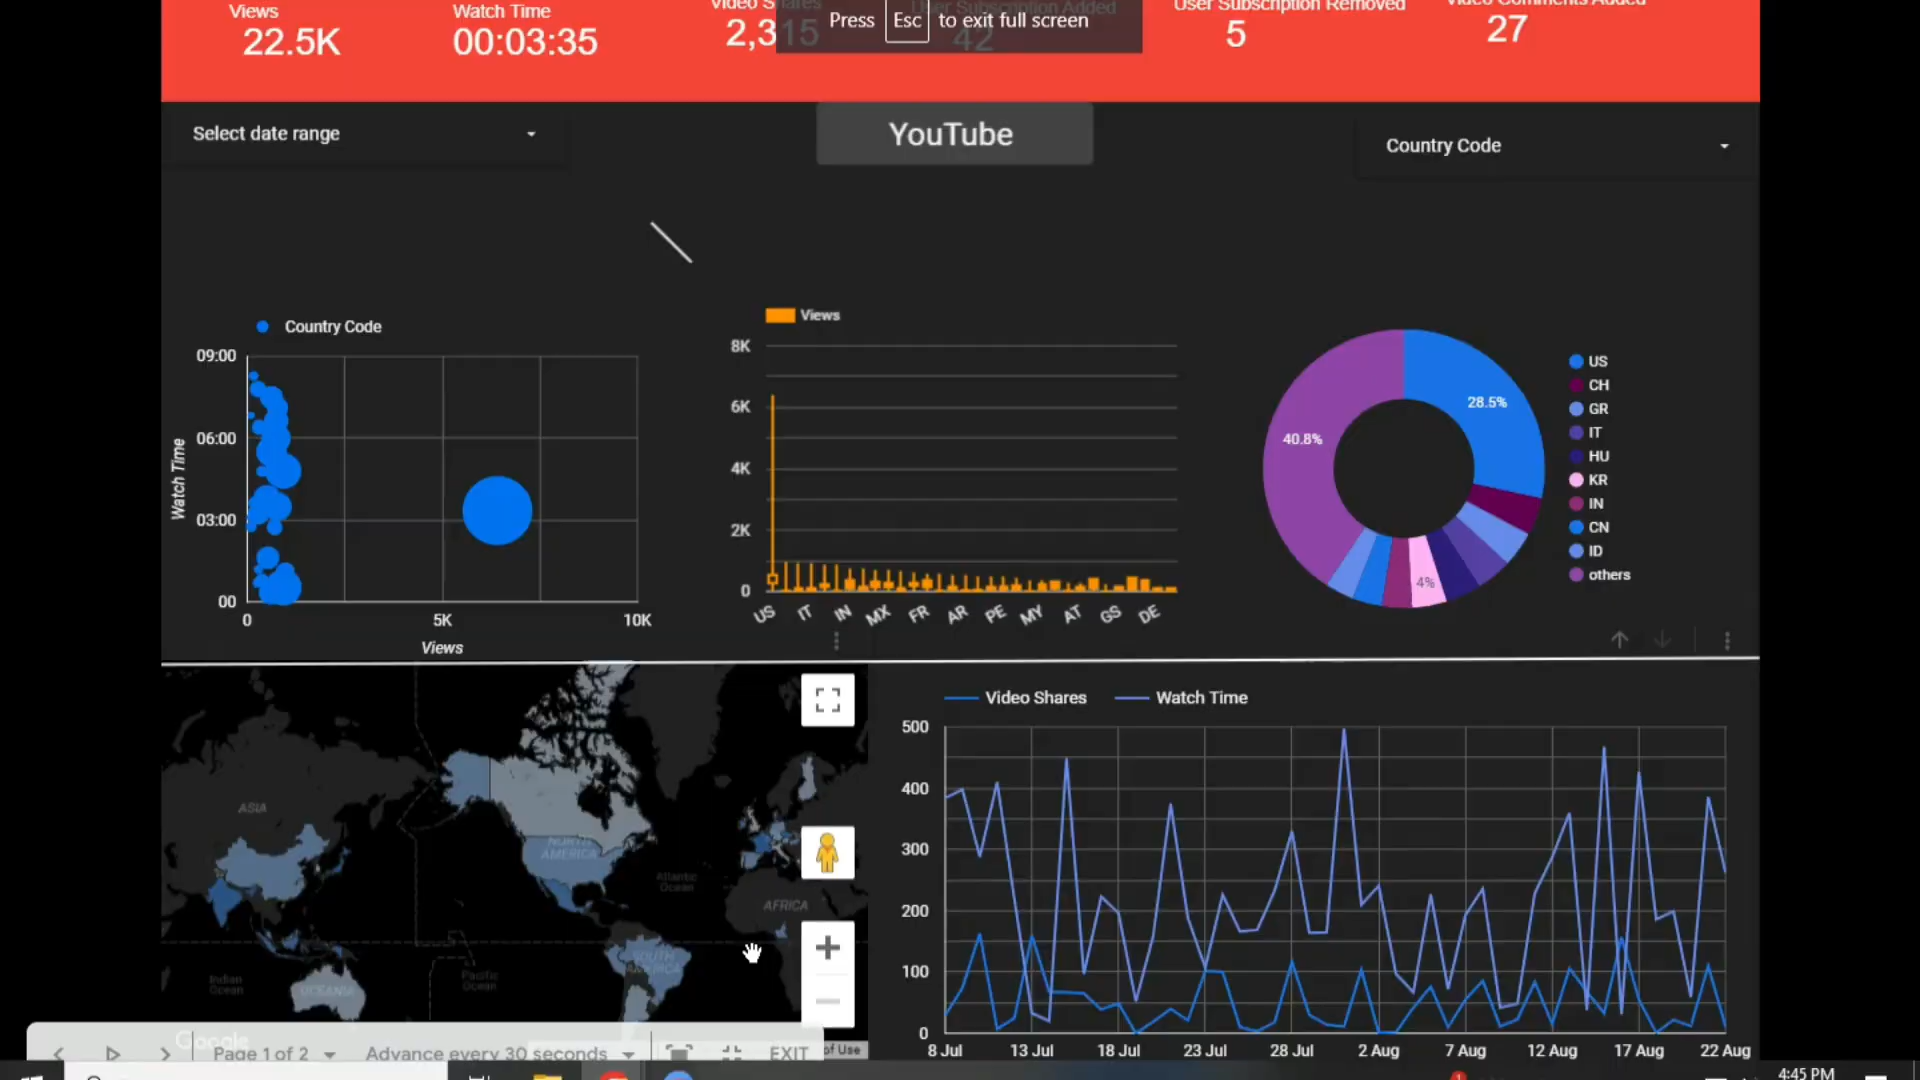 Views
Watch Time
Video Shares
User Subscription Added
User Subscription Removed
Video Comments Added
22.5K
00:03:35
2,315
42
5
27
Press Esc to exit full screen
Select date range
YouTube
Country Code
Country Code
09:00
06:00
03:00
00
Watch Time
0
5K
10K
Views
Views
8K
6K
4K
2K
0
US
IT
IN
MX
FR
AR
PE
MY
AT
GS
DE
28.5%
40.8%
4%
US
CH
GR
IT
HU
KR
IN
CN
ID
others
ASIA
NORTH AMERICA
Atlantic Ocean
AFRICA
Indian Ocean
Pacific Ocean
SOUTH AMERICA
OCEANIA
Google
of Use
Video Shares
Watch Time
500
400
300
200
100
0
8 Jul
13 Jul
18 Jul
23 Jul
28 Jul
2 Aug
7 Aug
12 Aug
17 Aug
22 Aug
Page 1 of 2
Advance every 30 seconds
EXIT
1
4:45 PM